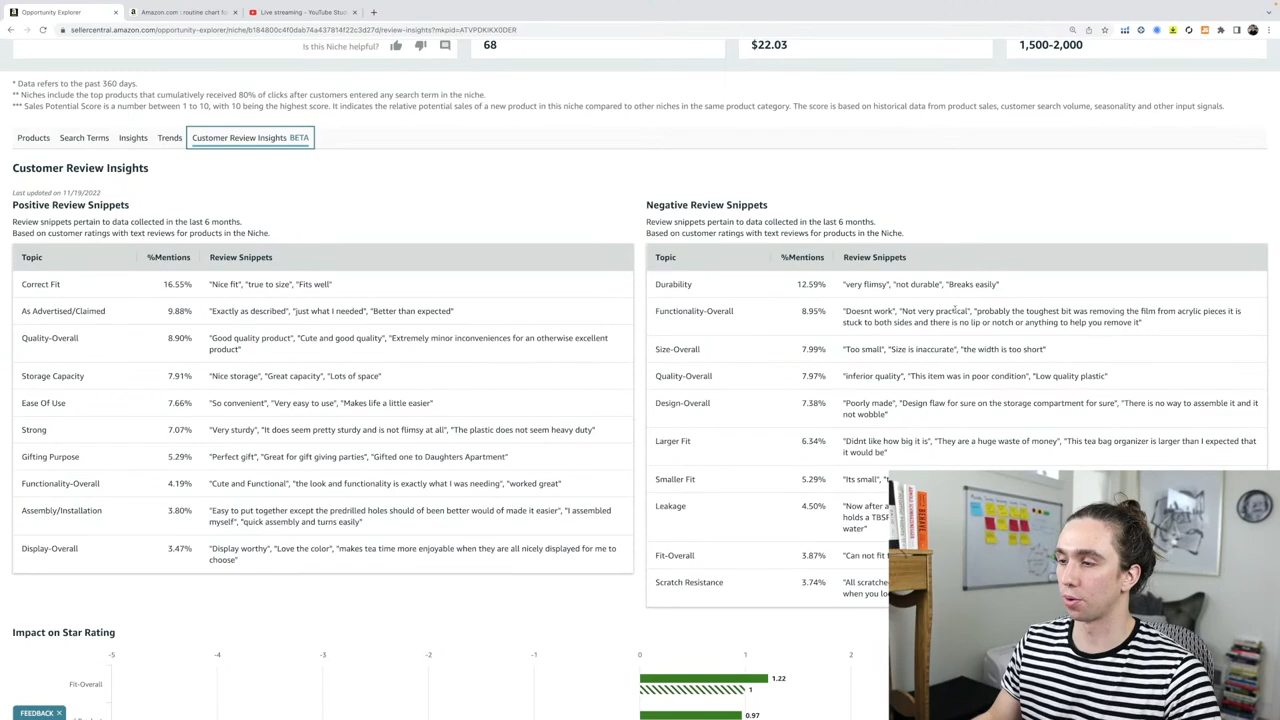 Opportunity Explorer
Amazon.com : routine chart for
Live streaming - YouTube Stud
sellercentral.amazon.com/opportunity-explorer/niche/b184800c4f0dab74a437814f22c3d27d/review-insights?mkpid=ATVPDKIKX0DER
Is this Niche helpful?
68
$22.03
1,500-2,000
* Data refers to the past 360 days.
** Niches include the top products that cumulatively received 80% of clicks after customers entered any search term in the niche.
*** Sales Potential Score is a number between 1 to 10, with 10 being the highest score. It indicates the relative potential sales of a new product in this niche compared to other niches in the same product category. The score is based on historical data from product sales, customer search volume, seasonality and other input signals.
Products Search Terms Insights Trends Customer Review Insights BETA
Customer Review Insights
Last updated on 11/19/2022
Positive Review Snippets
Review snippets pertain to data collected in the last 6 months.
Based on customer ratings with text reviews for products in the Niche.
Topic %Mentions Review Snippets
Correct Fit 16.55% "Nice fit", "true to size", "Fits well"
As Advertised/Claimed 9.88% "Exactly as described", "just what I needed", "Better than expected"
Quality-Overall 8.90% "Good quality product", "Cute and good quality", "Extremely minor inconveniences for an otherwise excellent
product"
Storage Capacity 7.91% "Nice storage", "Great capacity", "Lots of space"
Ease Of Use 7.66% "So convenient", "Very easy to use", "Makes life a little easier"
Strong 7.07% "Very sturdy", "It does seem pretty sturdy and is not flimsy at all", "The plastic does not seem heavy duty"
Gifting Purpose 5.29% "Perfect gift", "Great for gift giving parties", "Gifted one to Daughters Apartment"
Functionality-Overall 4.19% "Cute and Functional", "the look and functionality is exactly what I was needing", "worked great"
Assembly/Installation 3.80% "Easy to put together except the predrilled holes should of been better would of made it easier", "I assembled
myself", "quick assembly and turns easily"
Display-Overall 3.47% "Display worthy", "Love the color", "makes tea time more enjoyable when they are all nicely displayed for me to
choose"
Negative Review Snippets
Review snippets pertain to data collected in the last 6 months.
Based on customer ratings with text reviews for products in the Niche.
Topic %Mentions Review Snippets
Durability 12.59% "very flimsy", "not durable", "Breaks easily"
Functionality-Overall 8.95% "Doesnt work", "Not very practical", "probably the toughest bit was removing the film from acrylic pieces it is
stuck to both sides and there is no lip or notch or anything to help you remove it"
Size-Overall 7.99% "Too small", "Size is inaccurate", "the width is too short"
Quality-Overall 7.97% "inferior quality", "This item was in poor condition", "Low quality plastic"
Design-Overall 7.38% "Poorly made", "Design flaw for sure on the storage compartment for sure", "There is no way to assemble it and it
not wobble"
Larger Fit 6.34% "Didnt like how big it is", "They are a huge waste of money", "This tea bag organizer is larger than I expected that
it would be"
Smaller Fit 5.29% "Its small", "t
Leakage 4.50% "Now after a
holds a TBSP
water"
Fit-Overall 3.87% "Can not fit t
Scratch Resistance 3.74% "All scratche
when you lo
Impact on Star Rating
-5 -4 -3 -2 -1 0 1 2
Fit-Overall 1.22
1
0.97
FEEDBACK
BEHAVE